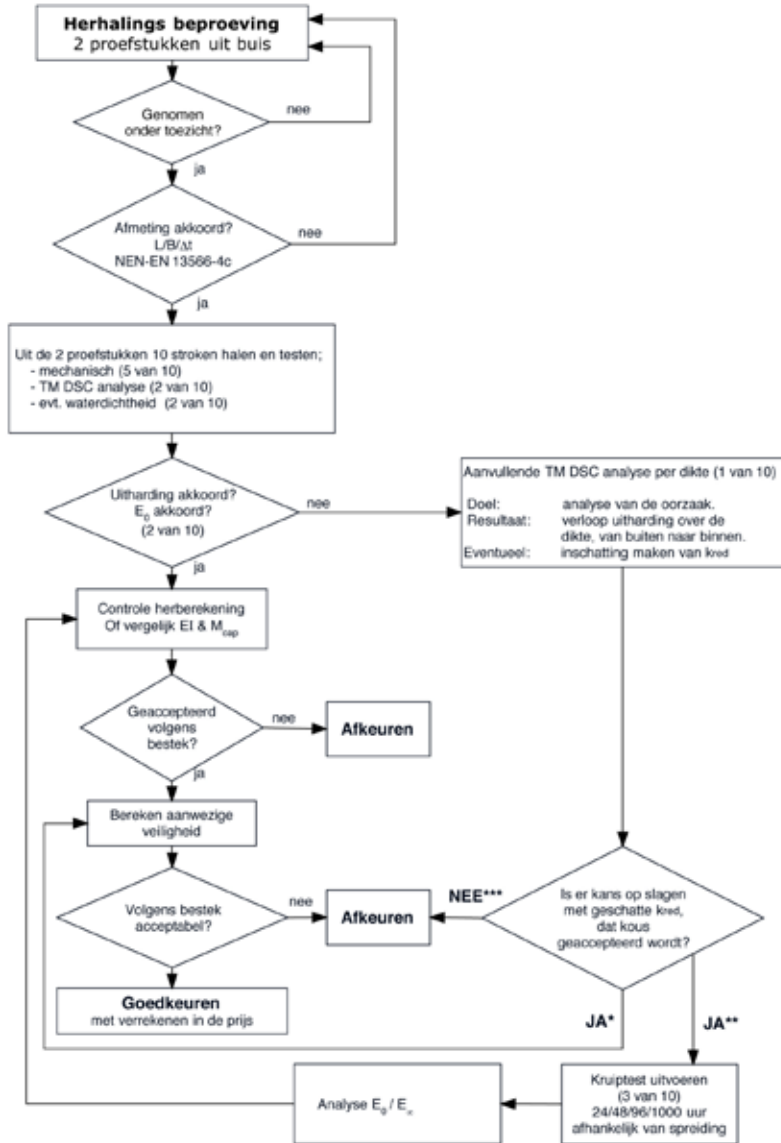 Herhalings beproeving
2 proefstukken uit buis
nee
Genomen
onder toezicht?
ja
Afmeting akkoord?
L/B/Δt
NEN-EN 13566-4c
nee
ja
Uit de 2 proefstukken 10 stroken halen en testen;
- mechanisch (5 van 10)
- TM DSC analyse (2 van 10)
- evt. waterdichtheid (2 van 10)
Uitharding akkoord?
E₀ akkoord?
(2 van 10)
nee
ja
Aanvullende TM DSC analyse per dikte (1 van 10)
Doel: analyse van de oorzaak.
Resultaat: verloop uitharding over de
dikte, van buiten naar binnen.
Eventueel: inschatting maken van kred
Controle herberekening
Of vergelijk EI & Mcap
Geaccepteerd
volgens
bestek?
nee
Afkeuren
ja
Bereken aanwezige
veiligheid
Volgens bestek
acceptabel?
nee
Afkeuren
NEE***
Is er kans op slagen
met geschatte kred,
dat kous
geaccepteerd wordt?
Goedkeuren
met verrekenen in de prijs
JA*
JA**
Kruiptest uitvoeren
(3 van 10)
24/48/96/1000 uur
afhankelijk van spreiding
Analyse E₀ / E